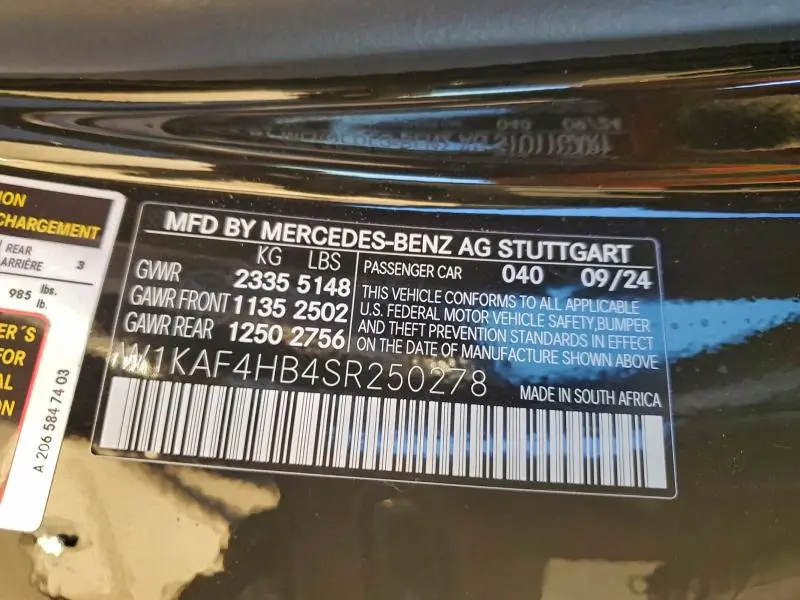 ION
CHARGEMENT
REAR
ARRIÈRE 3
985 lbs.
lb.
ER´S
FOR
AL
ON
A 206 584 74 03
MFD BY MERCEDES-BENZ AG STUTTGART
KG LBS
GVWR 2335 5148
GAWR FRONT 1135 2502
GAWR REAR 1250 2756
PASSENGER CAR 040 09/24
THIS VEHICLE CONFORMS TO ALL APPLICABLE
U.S. FEDERAL MOTOR VEHICLE SAFETY,BUMPER
AND THEFT PREVENTION STANDARDS IN EFFECT
ON THE DATE OF MANUFACTURE SHOWN ABOVE
W1KAF4HB4SR250278
MADE IN SOUTH AFRICA